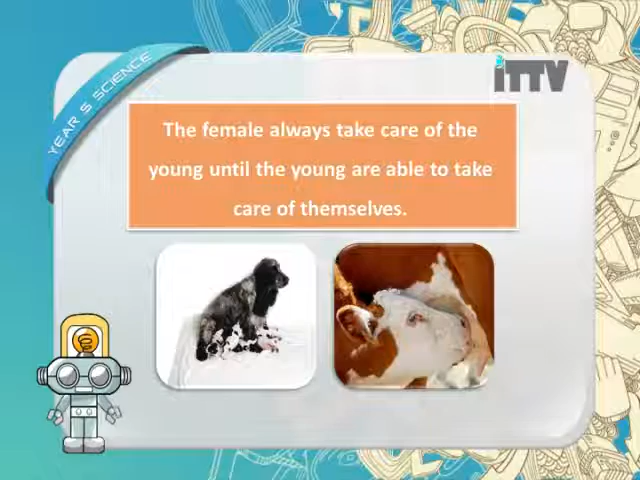 YEAR 5 SCIENCE
iTTV
The female always take care of the
young until the young are able to take
care of themselves.